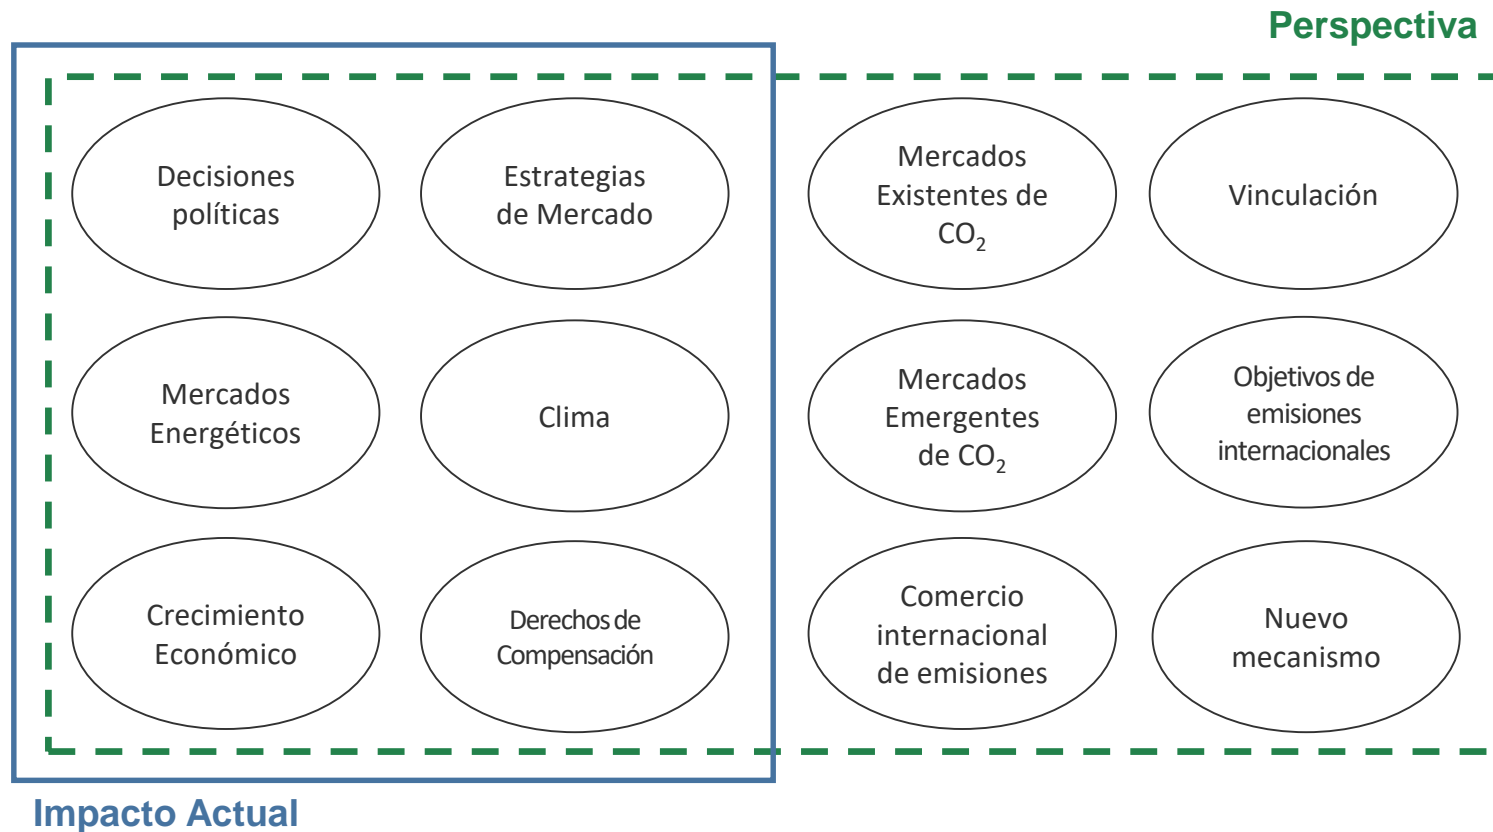 Perspectiva
Decisiones
políticas
Estrategias
de Mercado
Mercados
Existentes de
CO₂
Vinculación
Mercados
Energéticos
Clima
Mercados
Emergentes
de CO₂
Objetivos de
emisiones
internacionales
Crecimiento
Económico
Derechos de
Compensación
Comercio
internacional
de emisiones
Nuevo
mecanismo
Impacto Actual